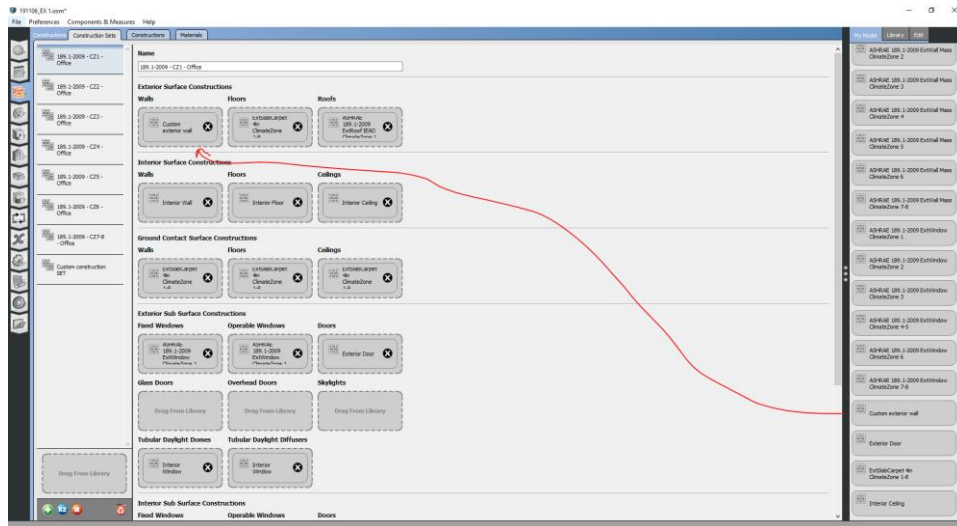 191106_EX 1.osm*
File Preferences Components & Measures Help
Constructions Construction Sets Constructions Materials
My Model Library Edit
189.1-2009 - CZ1 -
Office
189.1-2009 - CZ2 -
Office
189.1-2009 - CZ3 -
Office
189.1-2009 - CZ4 -
Office
189.1-2009 - CZ5 -
Office
189.1-2009 - CZ6 -
Office
189.1-2009 - CZ7-8
- Office
Custom construction
SET
Drag From Library
Name
189.1-2009 - CZ1 - Office
Exterior Surface Constructions
Walls Floors Roofs
Custom
exterior wall
ExtSlabCarpet
4in
ClimateZone
1-8
ASHRAE
189.1-2009
ExtRoof IEAD
ClimateZone 1
Interior Surface Constructions
Walls Floors Ceilings
Interior Wall Interior Floor Interior Ceiling
Ground Contact Surface Constructions
Walls Floors Ceilings
ExtSlabCarpet
4in
ClimateZone
1-8
ExtSlabCarpet
4in
ClimateZone
1-8
ExtSlabCarpet
4in
ClimateZone
1-8
Exterior Sub Surface Constructions
Fixed Windows Operable Windows Doors
ASHRAE
189.1-2009
ExtWindow
ClimateZone 1
ASHRAE
189.1-2009
ExtWindow
ClimateZone 1
Exterior Door
Glass Doors Overhead Doors Skylights
Drag From Library Drag From Library Drag From Library
Tubular Daylight Domes Tubular Daylight Diffusers
Interior
Window
Interior
Window
Interior Sub Surface Constructions
Fixed Windows Operable Windows Doors
ASHRAE 189.1-2009 ExtWall Mass
ClimateZone 2
ASHRAE 189.1-2009 ExtWall Mass
ClimateZone 3
ASHRAE 189.1-2009 ExtWall Mass
ClimateZone 4
ASHRAE 189.1-2009 ExtWall Mass
ClimateZone 5
ASHRAE 189.1-2009 ExtWall Mass
ClimateZone 6
ASHRAE 189.1-2009 ExtWall Mass
ClimateZone 7-8
ASHRAE 189.1-2009 ExtWindow
ClimateZone 1
ASHRAE 189.1-2009 ExtWindow
ClimateZone 2
ASHRAE 189.1-2009 ExtWindow
ClimateZone 3
ASHRAE 189.1-2009 ExtWindow
ClimateZone 4-5
ASHRAE 189.1-2009 ExtWindow
ClimateZone 6
ASHRAE 189.1-2009 ExtWindow
ClimateZone 7-8
Custom exterior wall
Exterior Door
ExtSlabCarpet 4in
ClimateZone 1-8
Interior Ceiling